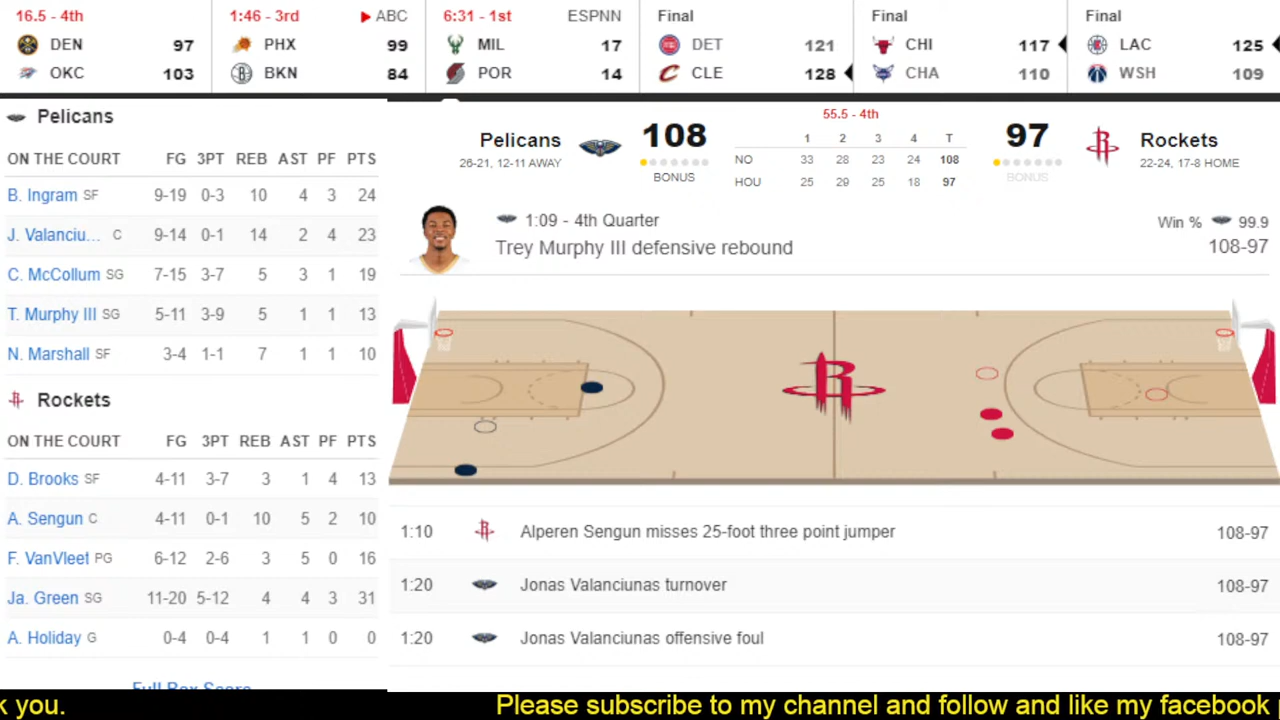 16.5 - 4th
DEN 97
OKC 103
1:46 - 3rd ABC
PHX 99
BKN 84
6:31 - 1st ESPNN
MIL 17
POR 14
Final
DET 121
CLE 128
Final
CHI 117
CHA 110
Final
LAC 125
WSH 109
Pelicans
ON THE COURT FG 3PT REB AST PF PTS
B. Ingram SF 9-19 0-3 10 4 3 24
J. Valanciu... C 9-14 0-1 14 2 4 23
C. McCollum SG 7-15 3-7 5 3 1 19
T. Murphy III SG 5-11 3-9 5 1 1 13
N. Marshall SF 3-4 1-1 7 1 1 10
Rockets
ON THE COURT FG 3PT REB AST PF PTS
D. Brooks SF 4-11 3-7 3 1 4 13
A. Sengun C 4-11 0-1 10 5 2 10
F. VanVleet PG 6-12 2-6 3 5 0 16
Ja. Green SG 11-20 5-12 4 4 3 31
A. Holiday G 0-4 0-4 1 1 0 0
Full Box Score
Pelicans 108
26-21, 12-11 AWAY
BONUS
55.5 - 4th
1 2 3 4 T
NO 33 28 23 24 108
HOU 25 29 25 18 97
97 Rockets
22-24, 17-8 HOME
BONUS
1:09 - 4th Quarter
Trey Murphy III defensive rebound
Win % 99.9
108-97
R
1:10 Alperen Sengun misses 25-foot three point jumper 108-97
1:20 Jonas Valanciunas turnover 108-97
1:20 Jonas Valanciunas offensive foul 108-97
k you. Please subscribe to my channel and follow and like my facebook